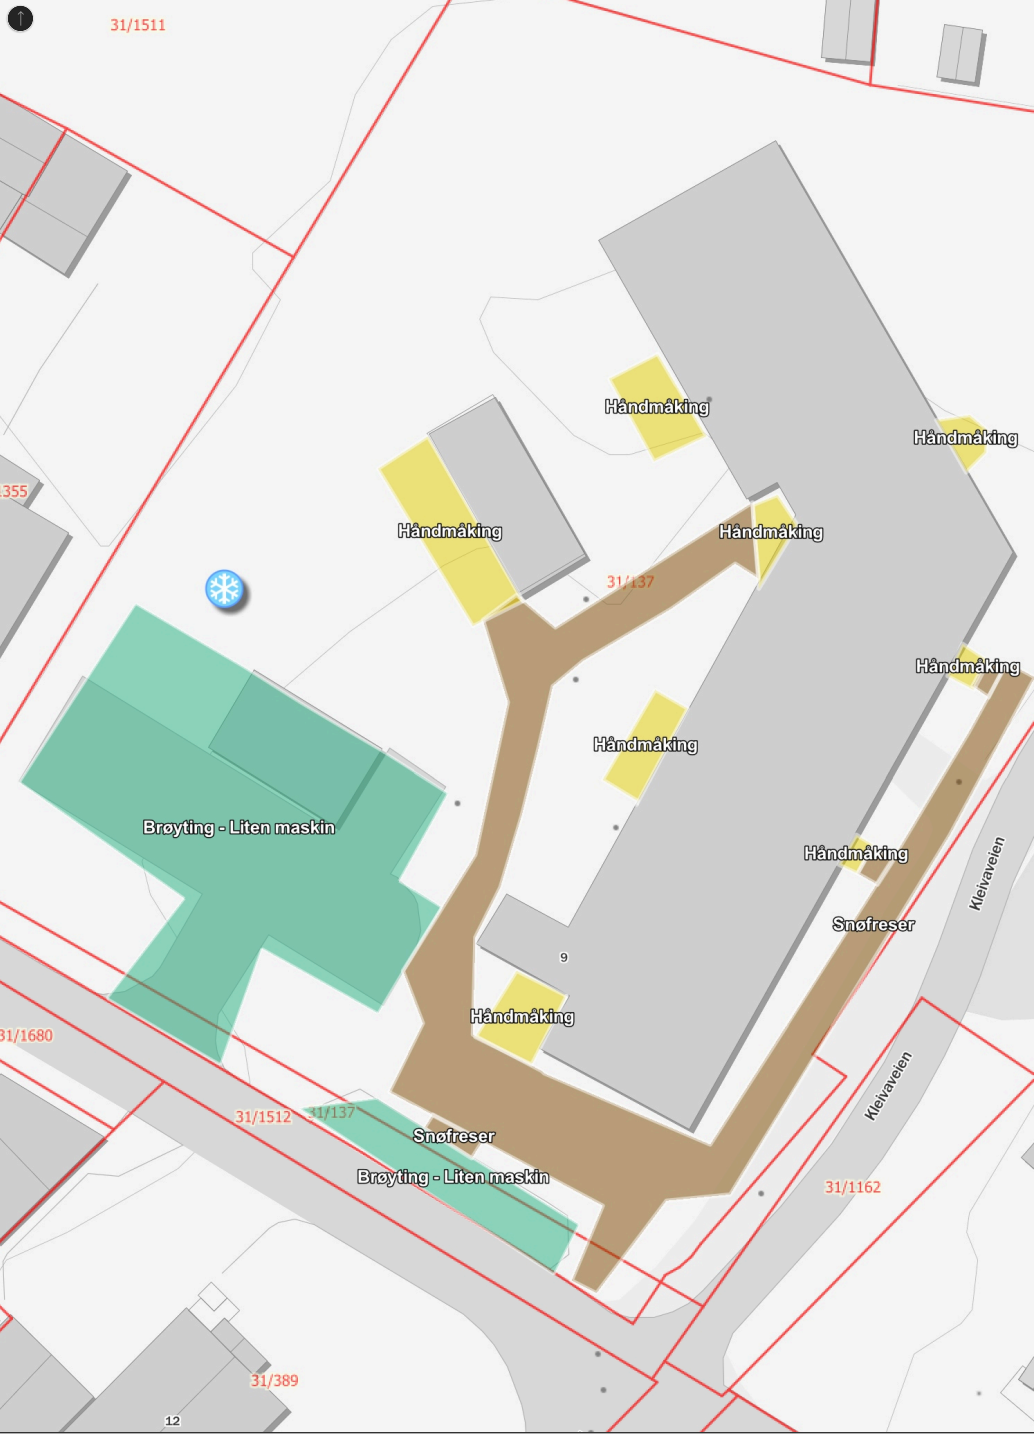 31/1511
Håndmåking
Håndmåking
1355
Håndmåking
Håndmåking
31/137
Håndmåking
Håndmåking
Brøyting - Liten maskin
Håndmåking
Kleivaveien
Snøfreser
9
Håndmåking
31/1680
Kleivaveien
31/1512
31/137
Snøfreser
Brøyting - Liten maskin
31/1162
31/389
12